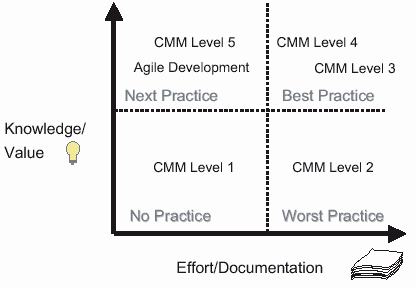 CMM Level 5
CMM Level 4
Agile Development
CMM Level 3
Next Practice
Best Practice
Knowledge/
Value
CMM Level 1
CMM Level 2
No Practice
Worst Practice
Effort/Documentation